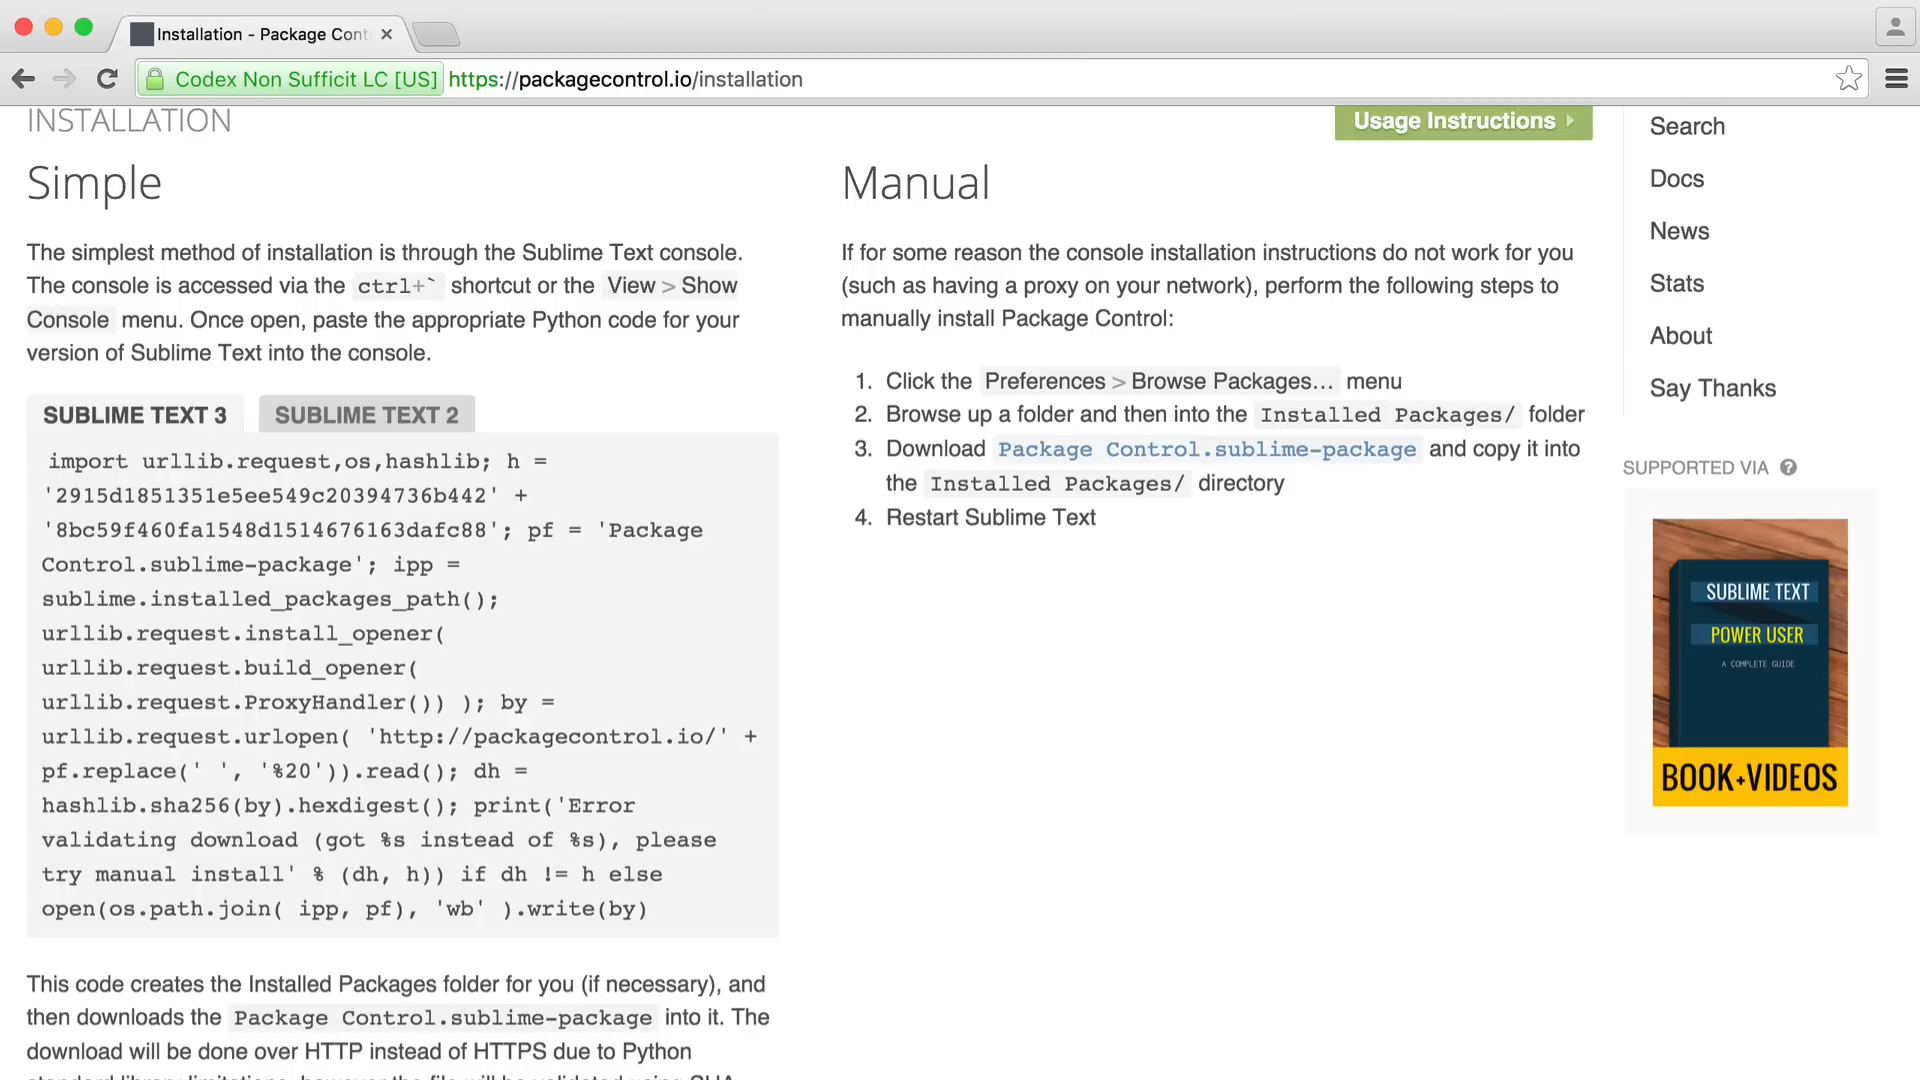 Installation - Package Cont
Codex Non Sufficit LC [US] https://packagecontrol.io/installation
INSTALLATION
Usage Instructions
Simple
The simplest method of installation is through the Sublime Text console.
The console is accessed via the ctrl+` shortcut or the View > Show
Console menu. Once open, paste the appropriate Python code for your
version of Sublime Text into the console.
SUBLIME TEXT 3 SUBLIME TEXT 2
import urllib.request,os,hashlib; h =
'2915d1851351e5ee549c20394736b442' +
'8bc59f460fa1548d1514676163dafc88'; pf = 'Package
Control.sublime-package'; ipp =
sublime.installed_packages_path();
urllib.request.install_opener(
urllib.request.build_opener(
urllib.request.ProxyHandler()) ); by =
urllib.request.urlopen( 'http://packagecontrol.io/' +
pf.replace(' ', '%20')).read(); dh =
hashlib.sha256(by).hexdigest(); print('Error
validating download (got %s instead of %s), please
try manual install' % (dh, h)) if dh != h else
open(os.path.join( ipp, pf), 'wb' ).write(by)
This code creates the Installed Packages folder for you (if necessary), and
then downloads the Package Control.sublime-package into it. The
download will be done over HTTP instead of HTTPS due to Python
standard library limitations, however the file will be validated using SHA-
Manual
If for some reason the console installation instructions do not work for you
(such as having a proxy on your network), perform the following steps to
manually install Package Control:
1. Click the Preferences > Browse Packages... menu
2. Browse up a folder and then into the Installed Packages/ folder
3. Download Package Control.sublime-package and copy it into
the Installed Packages/ directory
4. Restart Sublime Text
Search
Docs
News
Stats
About
Say Thanks
SUPPORTED VIA ?
SUBLIME TEXT
POWER USER
A COMPLETE GUIDE
BOOK+VIDEOS